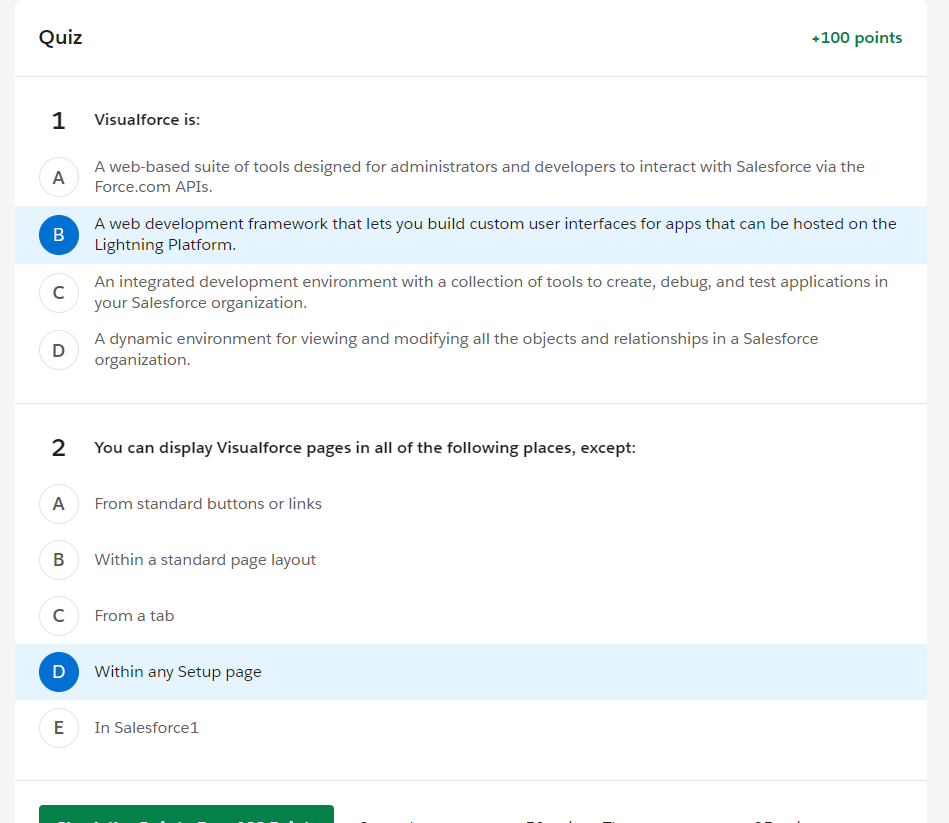 Quiz
+100 points
1 Visualforce is:
A A web-based suite of tools designed for administrators and developers to interact with Salesforce via the
Force.com APIs.
B A web development framework that lets you build custom user interfaces for apps that can be hosted on the
Lightning Platform.
C An integrated development environment with a collection of tools to create, debug, and test applications in
your Salesforce organization.
D A dynamic environment for viewing and modifying all the objects and relationships in a Salesforce
organization.
2 You can display Visualforce pages in all of the following places, except:
A From standard buttons or links
B Within a standard page layout
C From a tab
D Within any Setup page
E In Salesforce1